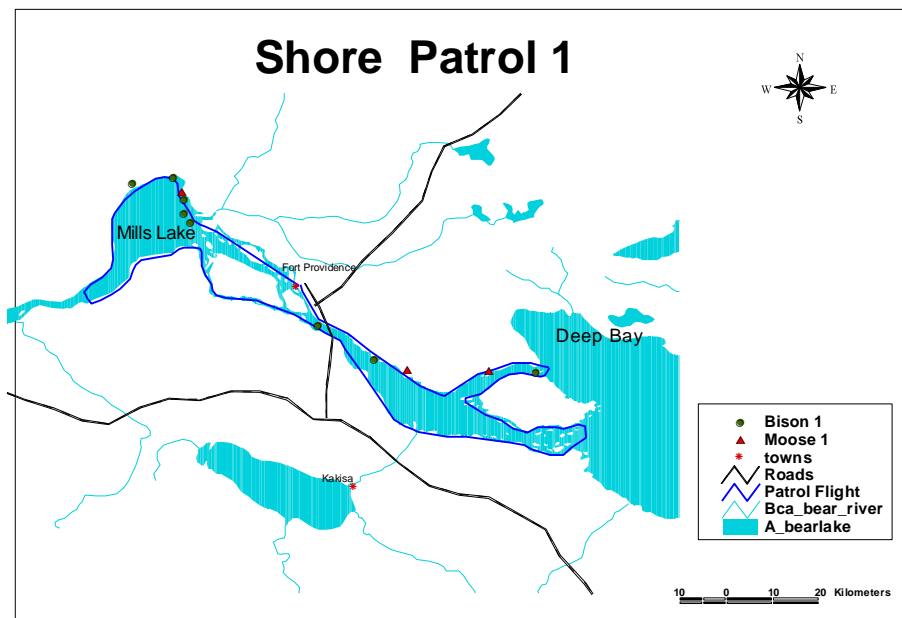 Shore Patrol 1
N
W E
S
Mills Lake
Fort Providence
Deep Bay
Kakisa
Bison 1
Moose 1
towns
Roads
Patrol Flight
Bca_bear_river
A_bearlake
10 0 10 20 Kilometers